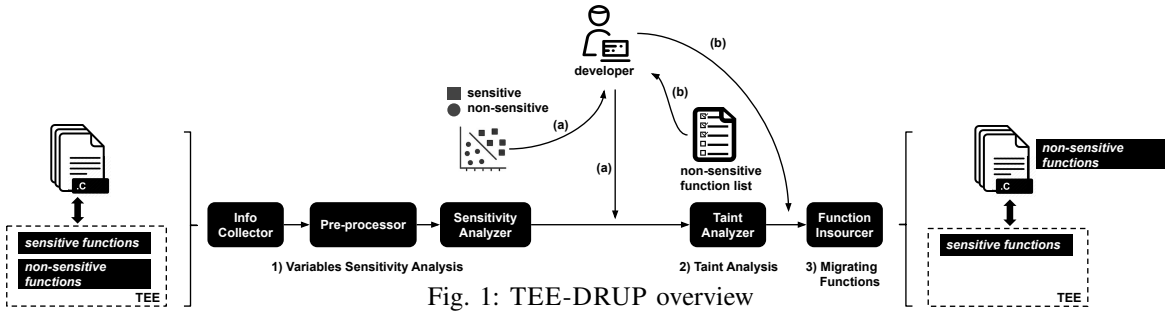 developer
(b)
sensitive
non-sensitive
(a)
(b)
(a)
non-sensitive
function list
.C
sensitive functions
non-sensitive
functions
TEE
Info
Collector
Pre-processor
Sensitivity
Analyzer
Taint
Analyzer
Function
Insourcer
1) Variables Sensitivity Analysis
2) Taint Analysis
3) Migrating
Functions
.C
non-sensitive
functions
sensitive functions
TEE
Fig. 1: TEE-DRUP overview